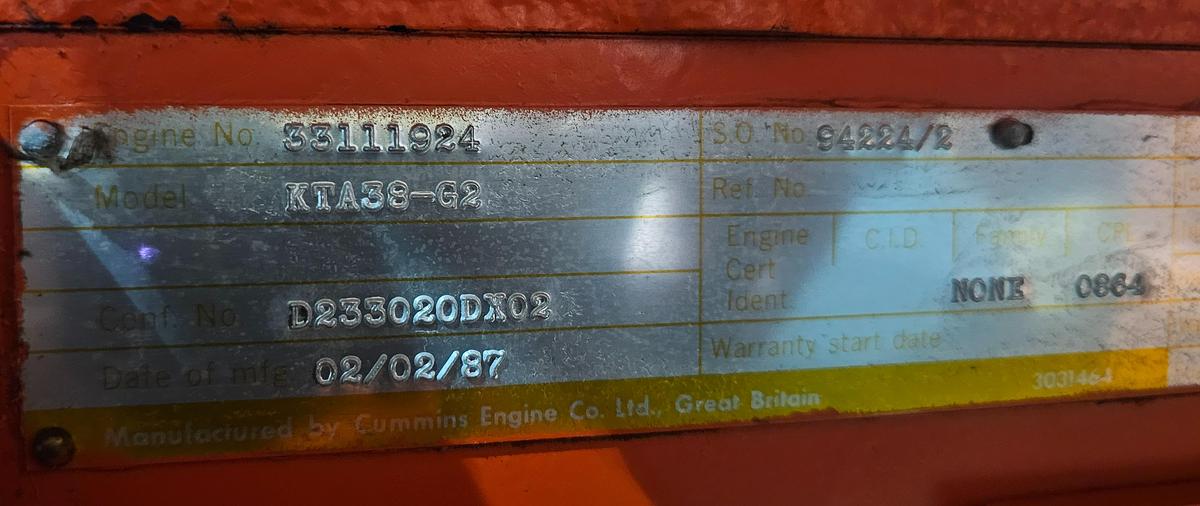 Engine No 33111924
S.O. No 94224/2
Model KTA38-G2
Ref. No
Engine Cert Ident.
C.I.D. Family CPL
NONE 0864
Conf. No D233020DX02
Warranty start date
Date of mfg 02/02/87
Manufactured by Cummins Engine Co. Ltd., Great Britain
3031464